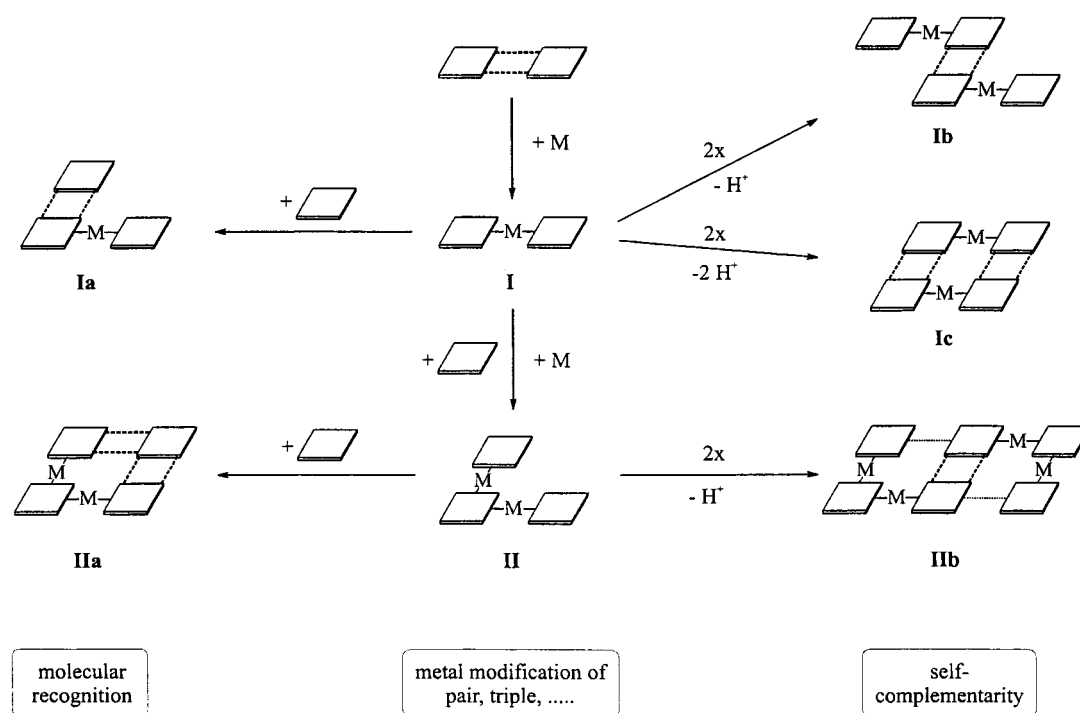 M
M
Ib
+ M
2x
- H⁺
+
M
Ia
M
I
2x
-2 H⁺
M
M
Ic
+
+ M
+
M
M
IIa
M
M
II
2x
- H⁺
M
M
M
M
IIb
molecular
recognition
metal modification of
pair, triple, .....
self-
complementarity